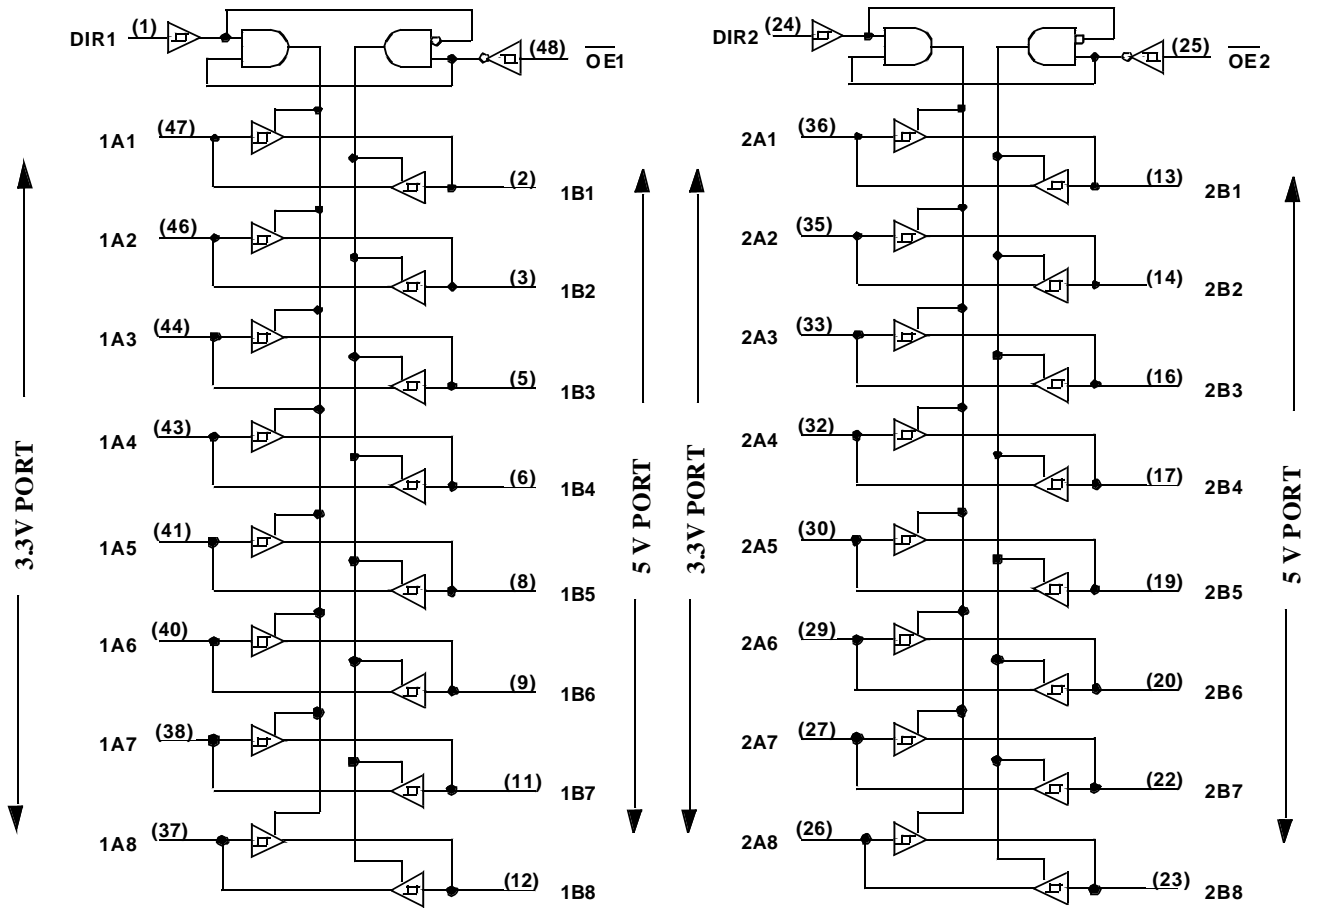 DIR1 (1) (48) OE1
1A1 (47) (2) 1B1
1A2 (46) (3) 1B2
1A3 (44) (5) 1B3
1A4 (43) (6) 1B4
1A5 (41) (8) 1B5
1A6 (40) (9) 1B6
1A7 (38) (11) 1B7
1A8 (37) (12) 1B8
3.3V PORT
5 V PORT
DIR2 (24) (25) OE2
2A1 (36) (13) 2B1
2A2 (35) (14) 2B2
2A3 (33) (16) 2B3
2A4 (32) (17) 2B4
2A5 (30) (19) 2B5
2A6 (29) (20) 2B6
2A7 (27) (22) 2B7
2A8 (26) (23) 2B8
3.3V PORT
5 V PORT